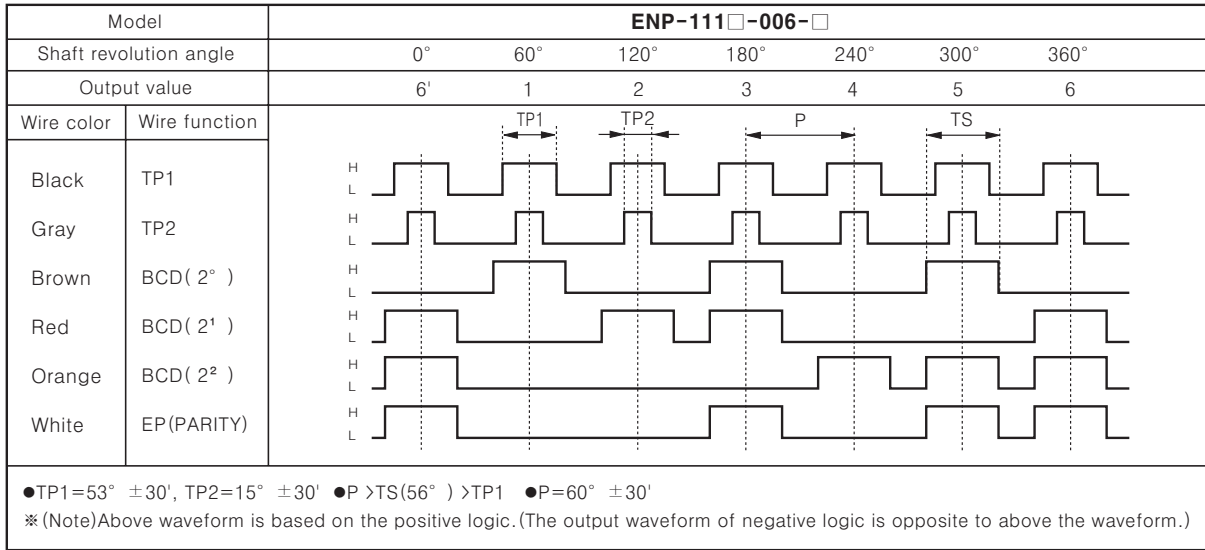 Model ENP-111□-006-□
Shaft revolution angle 0° 60° 120° 180° 240° 300° 360°
Output value 6' 1 2 3 4 5 6
Wire color Wire function TP1 TP2 P TS
Black TP1 H L
Gray TP2 H L
Brown BCD( 2° ) H L
Red BCD( 2¹ ) H L
Orange BCD( 2² ) H L
White EP(PARITY) H L
●TP1=53° ±30', TP2=15° ±30' ●P >TS(56° ) >TP1 ●P=60° ±30'
※(Note)Above waveform is based on the positive logic.(The output waveform of negative logic is opposite to above the waveform.)